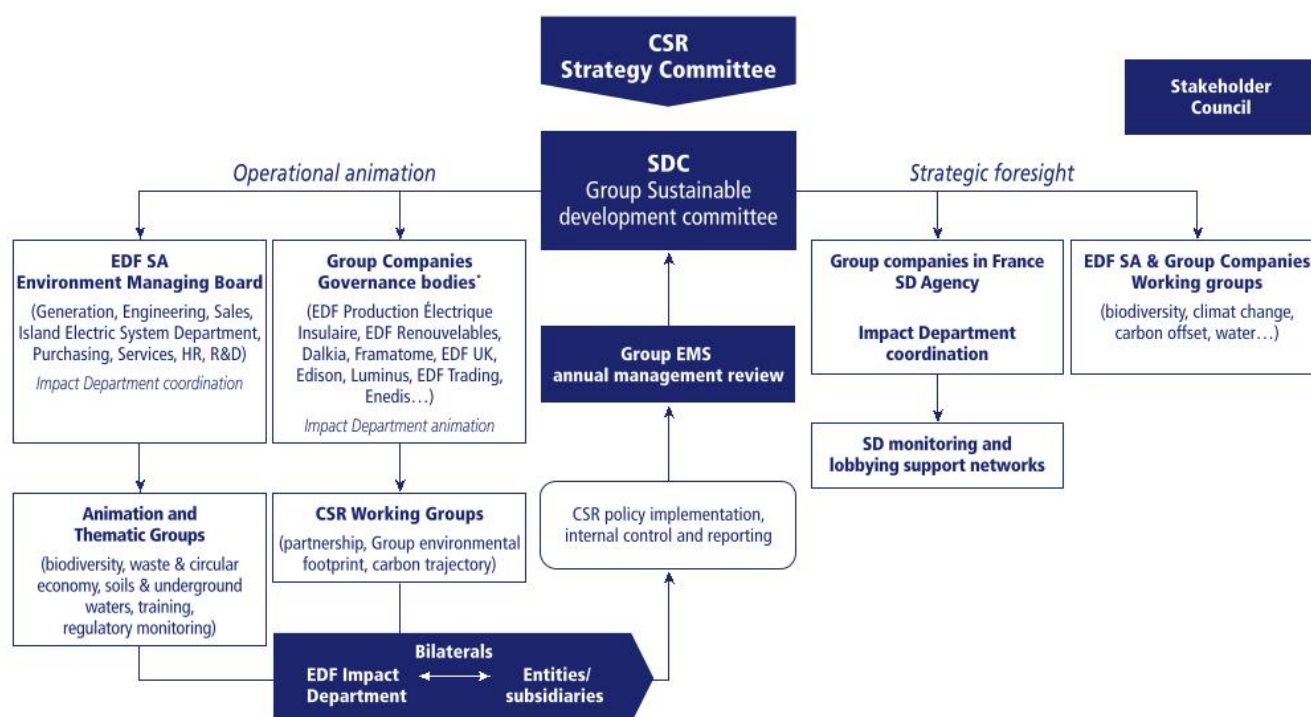 CSR
Strategy Committee
Stakeholder
Council
Operational animation
SDC
Group Sustainable
development committee
Strategic foresight
EDF SA
Environment Managing Board
(Generation, Engineering, Sales,
Island Electric System Department,
Purchasing, Services, HR, R&D)
Impact Department coordination
Group Companies
Governance bodies*
(EDF Production Électrique
Insulaire, EDF Renouvelables,
Dalkia, Framatome, EDF UK,
Edison, Luminus, EDF Trading,
Enedis…)
Impact Department animation
Group EMS
annual management review
Group companies in France
SD Agency
Impact Department
coordination
EDF SA & Group Companies
Working groups
(biodiversity, climat change,
carbon offset, water…)
SD monitoring and
lobbying support networks
Animation and
Thematic Groups
(biodiversity, waste & circular
economy, soils & underground
waters, training,
regulatory monitoring)
CSR Working Groups
(partnership, Group environmental
footprint, carbon trajectory)
CSR policy implementation,
internal control and reporting
Bilaterals
EDF Impact
Department
Entities/
subsidiaries